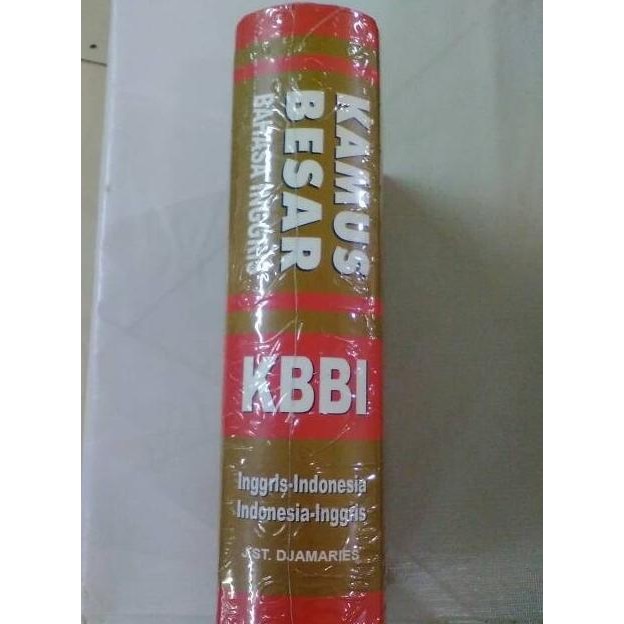 KAMUS
BESAR
BAHASA INGGRIS
KBBI
Inggris-Indonesia
Indonesia-Inggris
ST. DJAMARIES